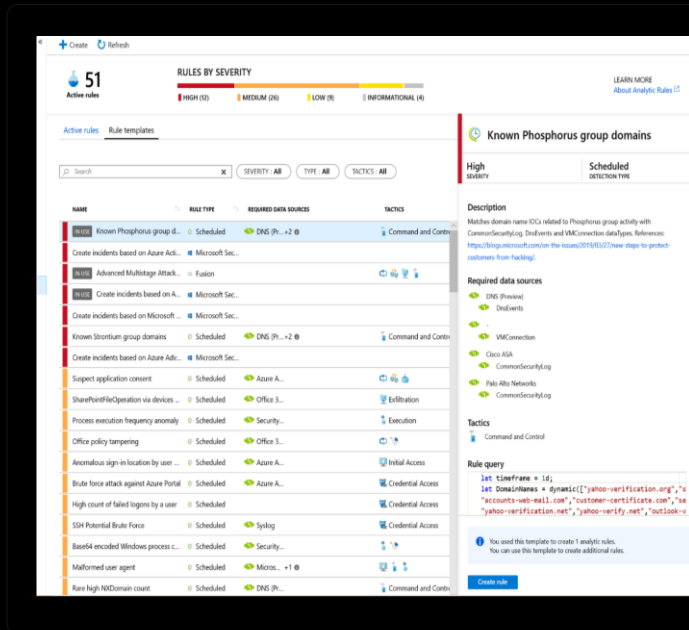 « + Create Refresh
51
Active rules
RULES BY SEVERITY
HIGH (12) MEDIUM (26) LOW (9) INFORMATIONAL (4)
LEARN MORE
About Analytic Rules
Active rules Rule templates
Search x SEVERITY : All TYPE : All TACTICS : All
NAME RULE TYPE REQUIRED DATA SOURCES TACTICS
IN USE Known Phosphorus group d... Scheduled DNS (Pr... +2 Command and Contr
Create incidents based on Azure Acti... Microsoft Sec...
IN USE Advanced Multistage Attack... Fusion
IN USE Create incidents based on A... Microsoft Sec...
Create incidents based on Microsoft ... Microsoft Sec...
Known Strontium group domains Scheduled DNS (Pr... +2 Command and Contr
Create incidents based on Azure Adv... Microsoft Sec...
Suspect application consent Scheduled Azure A...
SharePointFileOperation via devices ... Scheduled Office 3... Exfiltration
Process execution frequency anomaly Scheduled Security... Execution
Office policy tampering Scheduled Office 3...
Anomalous sign-in location by user ... Scheduled Azure A... Initial Access
Brute force attack against Azure Portal Scheduled Azure A... Credential Access
High count of failed logons by a user Scheduled Credential Access
SSH Potential Brute Force Scheduled Syslog Credential Access
Base64 encoded Windows process c... Scheduled Security...
Malformed user agent Scheduled Micros... +1
Rare high NXDomain count Scheduled DNS (Pr... Command and Contr
Known Phosphorus group domains
High Scheduled
SEVERITY DETECTION TYPE
Description
Matches domain name IOCs related to Phosphorus group activity with
CommonSecurityLog, DnsEvents and VMConnection dataTypes. References:
https://blogs.microsoft.com/on-the-issues/2019/03/27/new-steps-to-protect-
customers-from-hacking/.
Required data sources
DNS (Preview)
DnsEvents
-
VMConnection
Cisco ASA
CommonSecurityLog
Palo Alto Networks
CommonSecurityLog
Tactics
Command and Control
Rule query
let timeframe = 1d;
let DomainNames = dynamic(["yahoo-verification.org","s
"accounts-web-mail.com","customer-certificate.com","se
"yahoo-verification.net","yahoo-verify.net","outlook-v
You used this template to create 1 analytic rules.
You can use this template to create additional rules.
Create rule